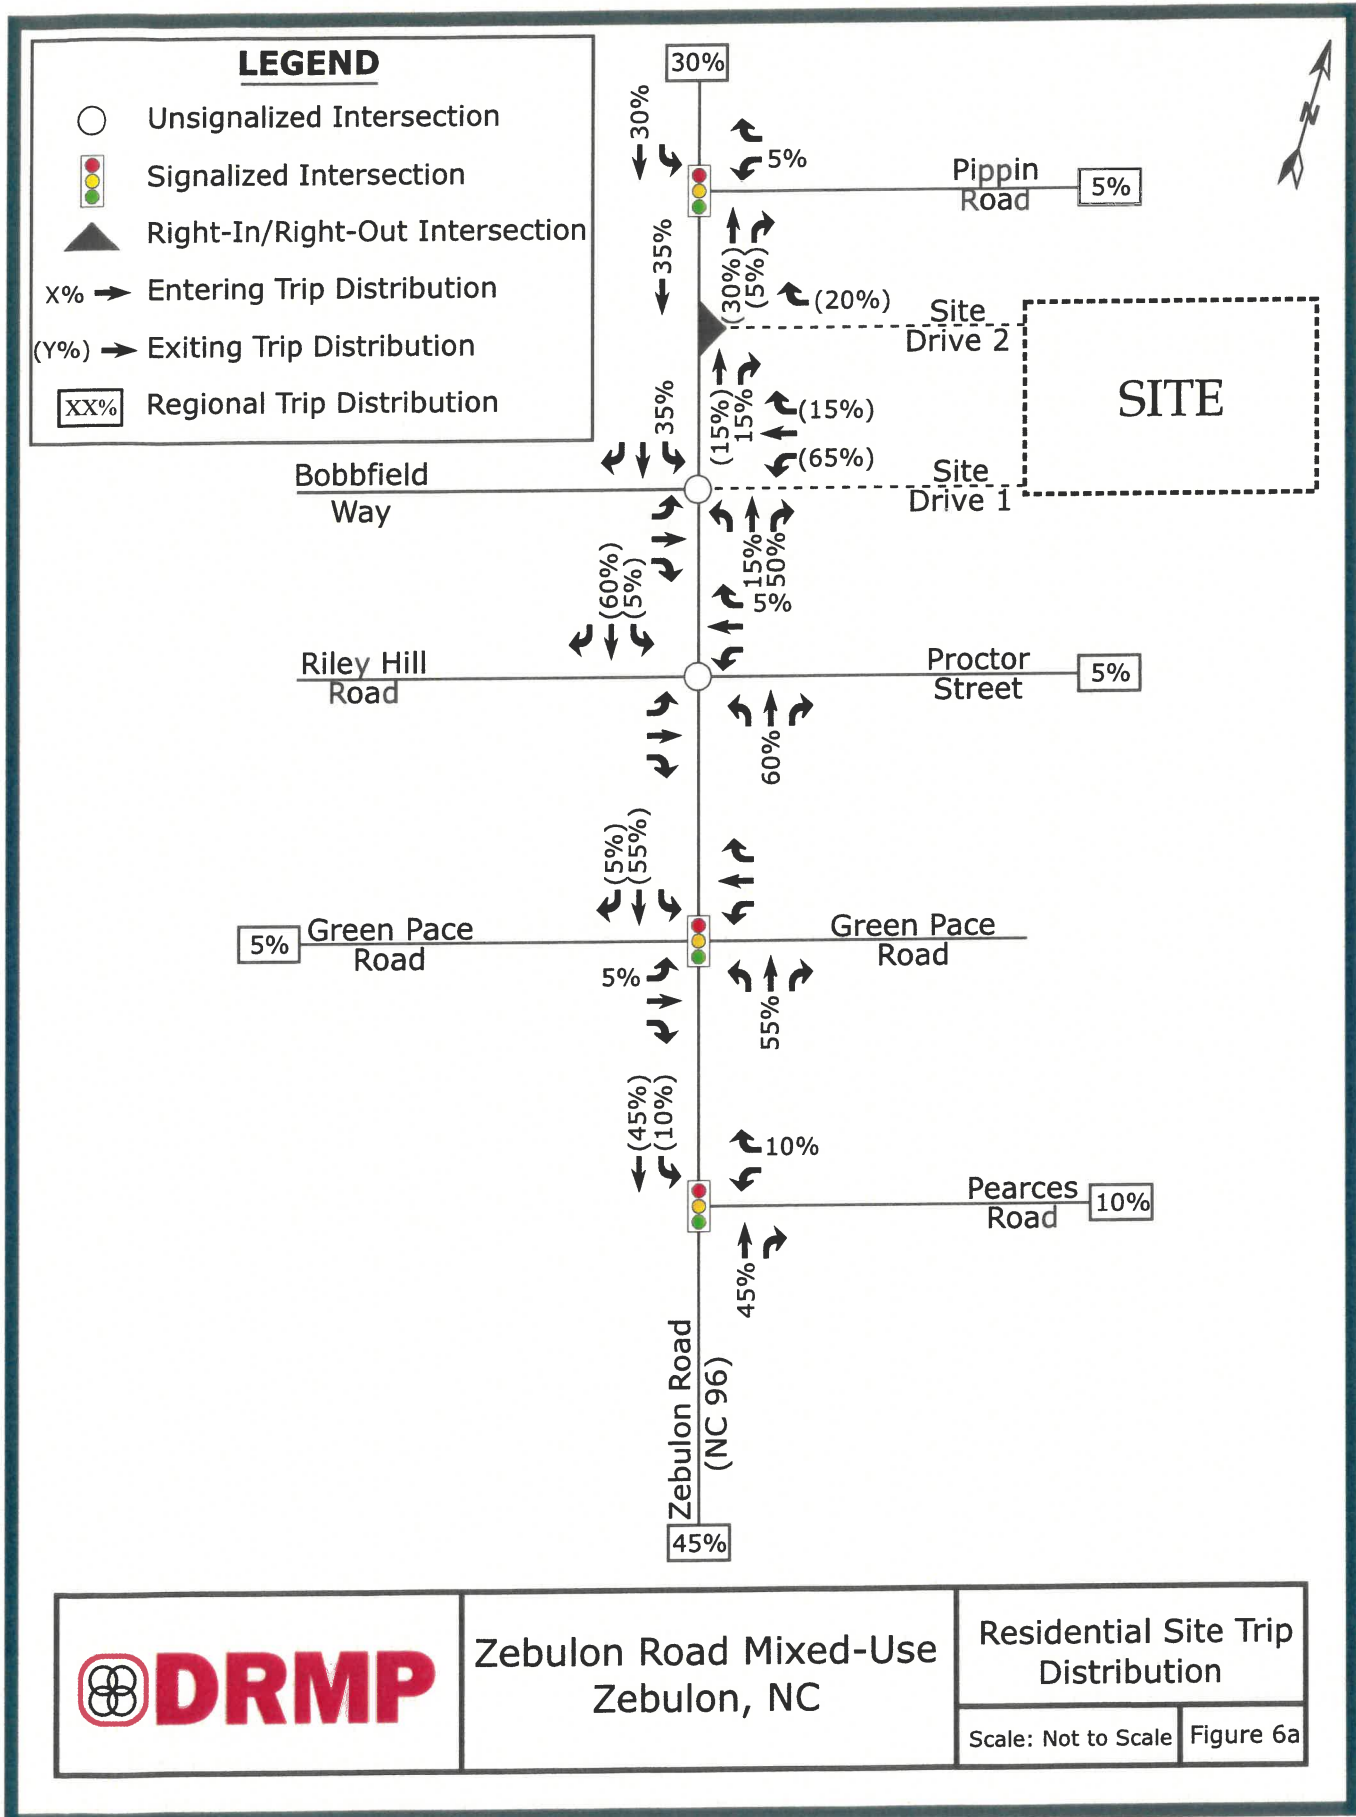 LEGEND
Unsignalized Intersection
Signalized Intersection
Right-In/Right-Out Intersection
X% Entering Trip Distribution
(Y%) Exiting Trip Distribution
XX% Regional Trip Distribution
30%
N
30%
5%
Pippin
Road
5%
35%
(30%)
(5%)
(20%)
Site
Drive 2
SITE
35%
(15%)
15%
(15%)
(65%)
Site
Drive 1
Bobbfield
Way
15%
50%
(60%)
(5%)
5%
Riley Hill
Road
Proctor
Street
5%
60%
(5%)
(55%)
5%
Green Pace
Road
Green Pace
Road
5%
55%
(45%)
(10%)
10%
Pearces
Road
10%
45%
Zebulon Road
(NC 96)
45%
DRMP
Zebulon Road Mixed-Use
Zebulon, NC
Residential Site Trip
Distribution
Scale: Not to Scale
Figure 6a